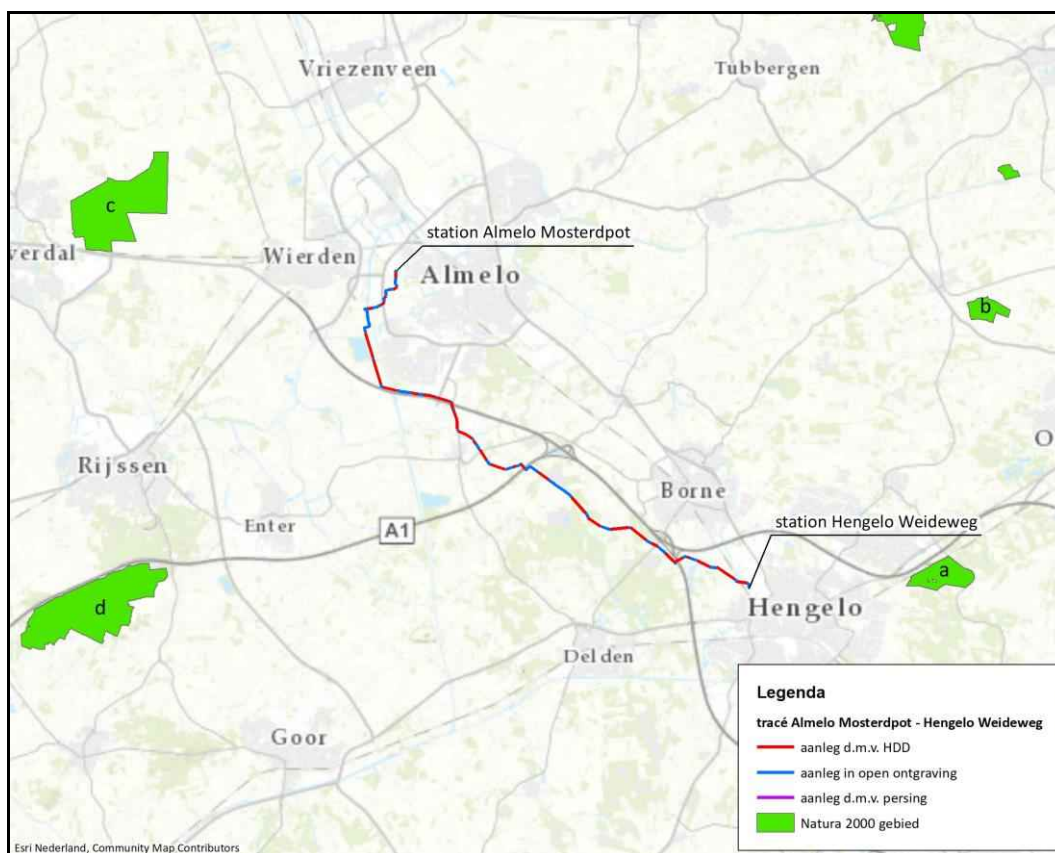 Vriezenveen
Tubbergen
c
station Almelo Mosterdpot
verdal
Wierden
Almelo
b
Rijssen
O
Borne
Enter
A1
station Hengelo Weideweg
d
a
Hengelo
Delden
Goor
Legenda
tracé Almelo Mosterdpot - Hengelo Weideweg
aanleg d.m.v. HDD
aanleg in open ontgraving
aanleg d.m.v. persing
Natura 2000 gebied
Esri Nederland, Community Map Contributors